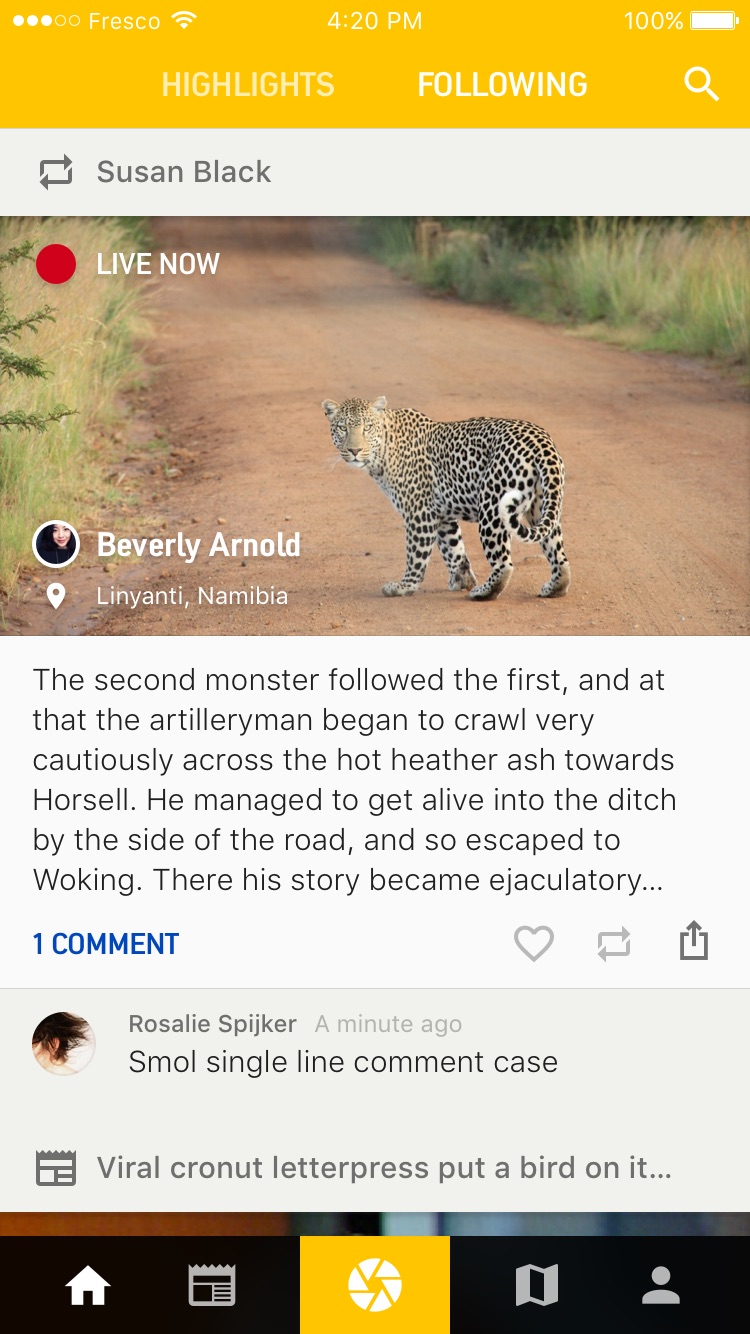 Fresco 4:20 PM 100%
HIGHLIGHTS FOLLOWING
Susan Black
LIVE NOW
Beverly Arnold
Linyanti, Namibia
The second monster followed the first, and at
that the artilleryman began to crawl very
cautiously across the hot heather ash towards
Horsell. He managed to get alive into the ditch
by the side of the road, and so escaped to
Woking. There his story became ejaculatory...
1 COMMENT
Rosalie Spijker A minute ago
Smol single line comment case
Viral cronut letterpress put a bird on it...